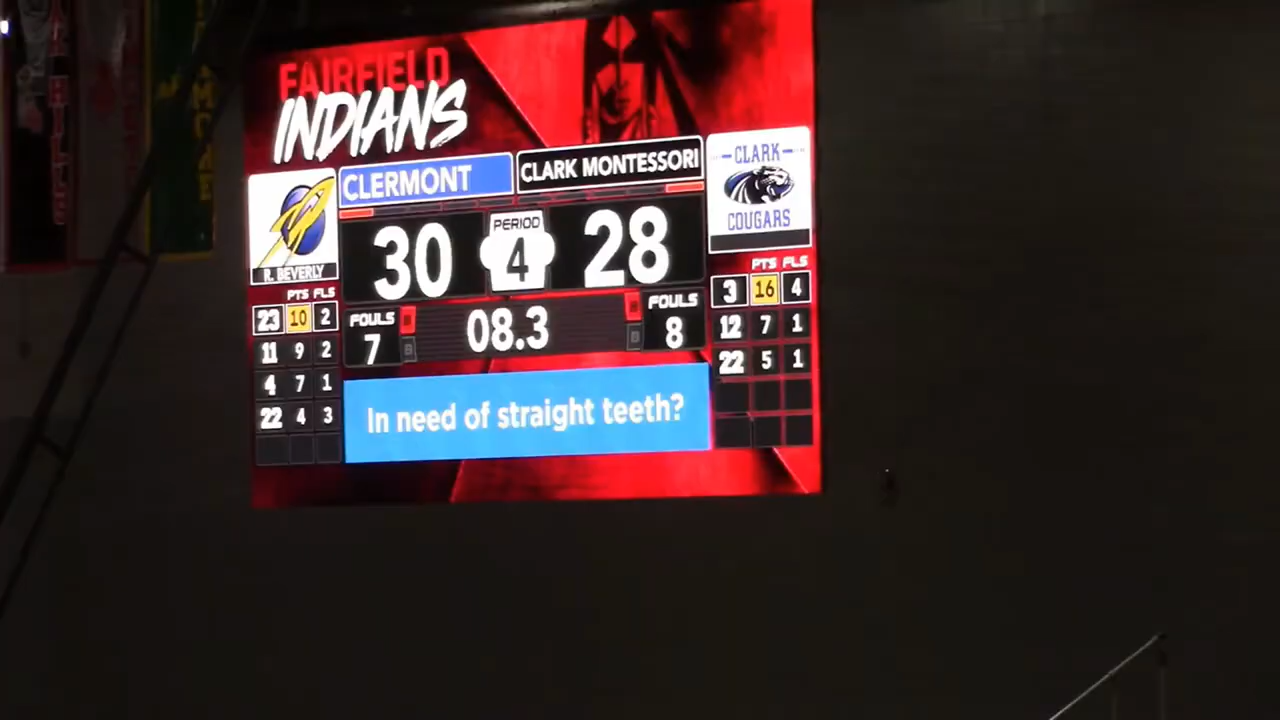 FAIRFIELD
INDIANS
CLERMONT
CLARK MONTESSORI
CLARK
COUGARS
R. BEVERLY
30
PERIOD
4
28
PTS FLS
23 10 2
11 9 2
4 7 1
22 4 3
FOULS
7
B
08.3
B
FOULS
8
PTS FLS
3 16 4
12 7 1
22 5 1
In need of straight teeth?